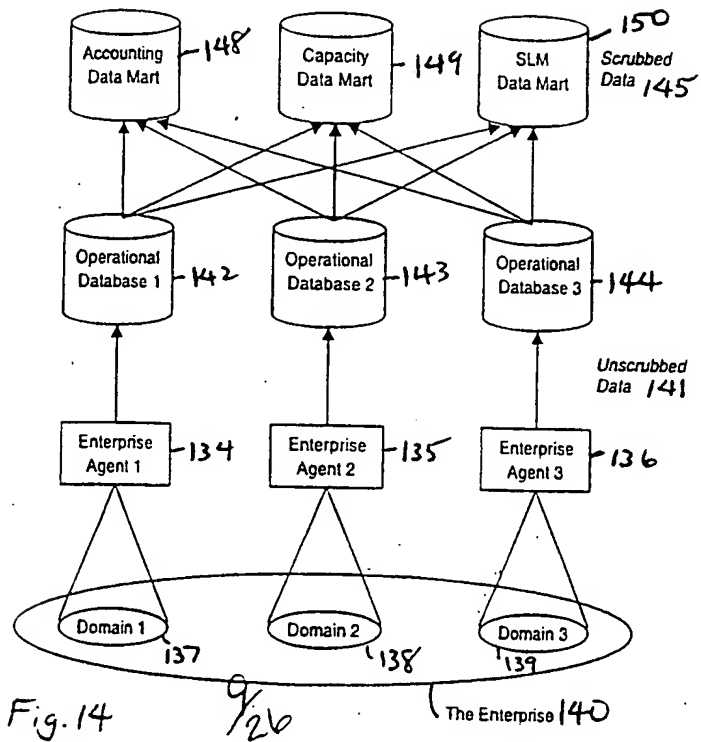 Accounting
Data Mart
148
Capacity
Data Mart
149
SLM
Data Mart
150
Scrubbed
Data 145
Operational
Database 1
142
Operational
Database 2
143
Operational
Database 3
144
Unscrubbed
Data 141
Enterprise
Agent 1
134
Enterprise
Agent 2
135
Enterprise
Agent 3
136
Domain 1
137
Domain 2
138
Domain 3
139
Fig. 14
9/26
The Enterprise 140